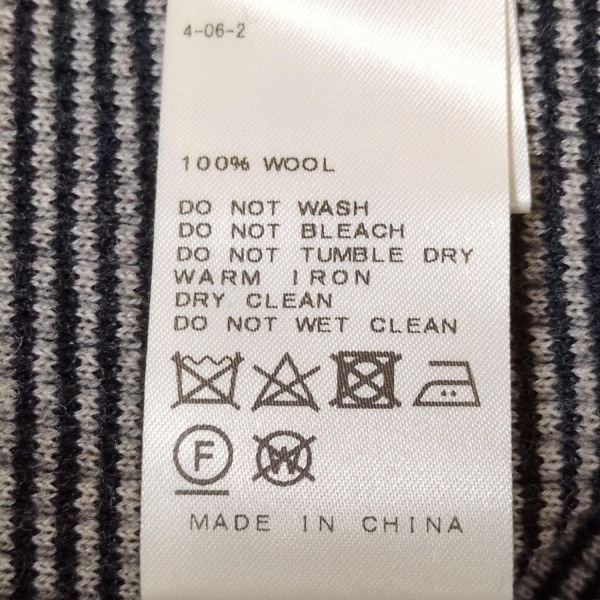 4-06-2
100% WOOL
DO NOT WASH
DO NOT BLEACH
DO NOT TUMBLE DRY
WARM IRON
DRY CLEAN
DO NOT WET CLEAN
F W
MADE IN CHINA